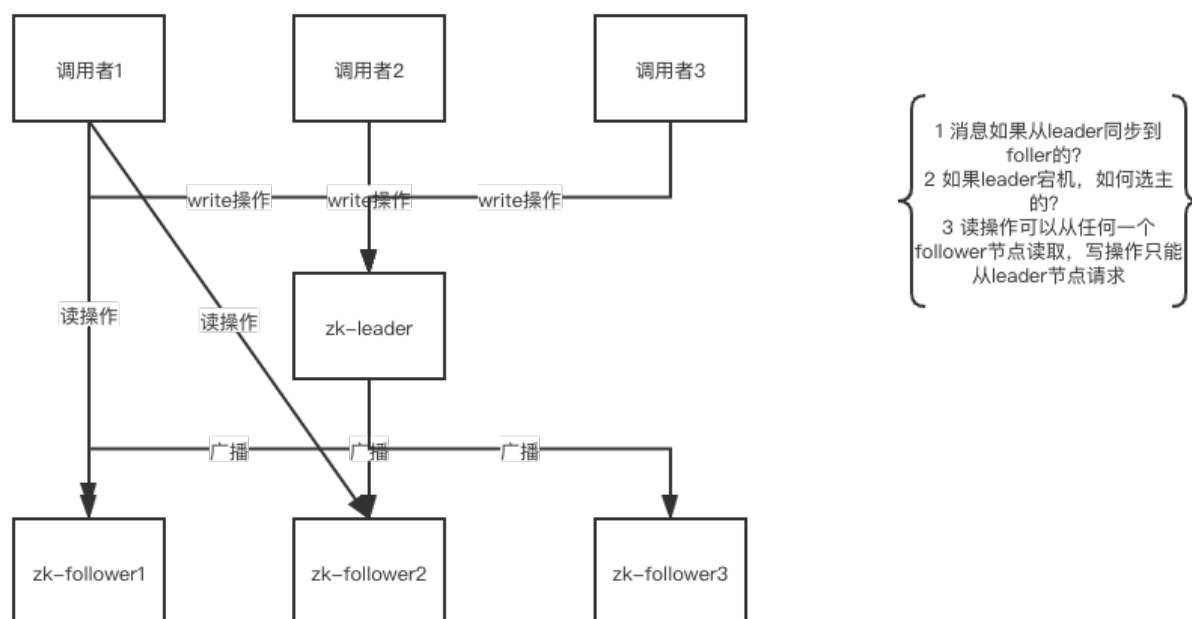 调用者1
调用者2
调用者3
1 消息如果从leader同步到
foller的?
2 如果leader宕机，如何选主
的?
3 读操作可以从任何一个
follower节点读取，写操作只能
从leader节点请求
write操作
write操作
write操作
读操作
读操作
zk-leader
广播
广播
广播
zk-follower1
zk-follower2
zk-follower3